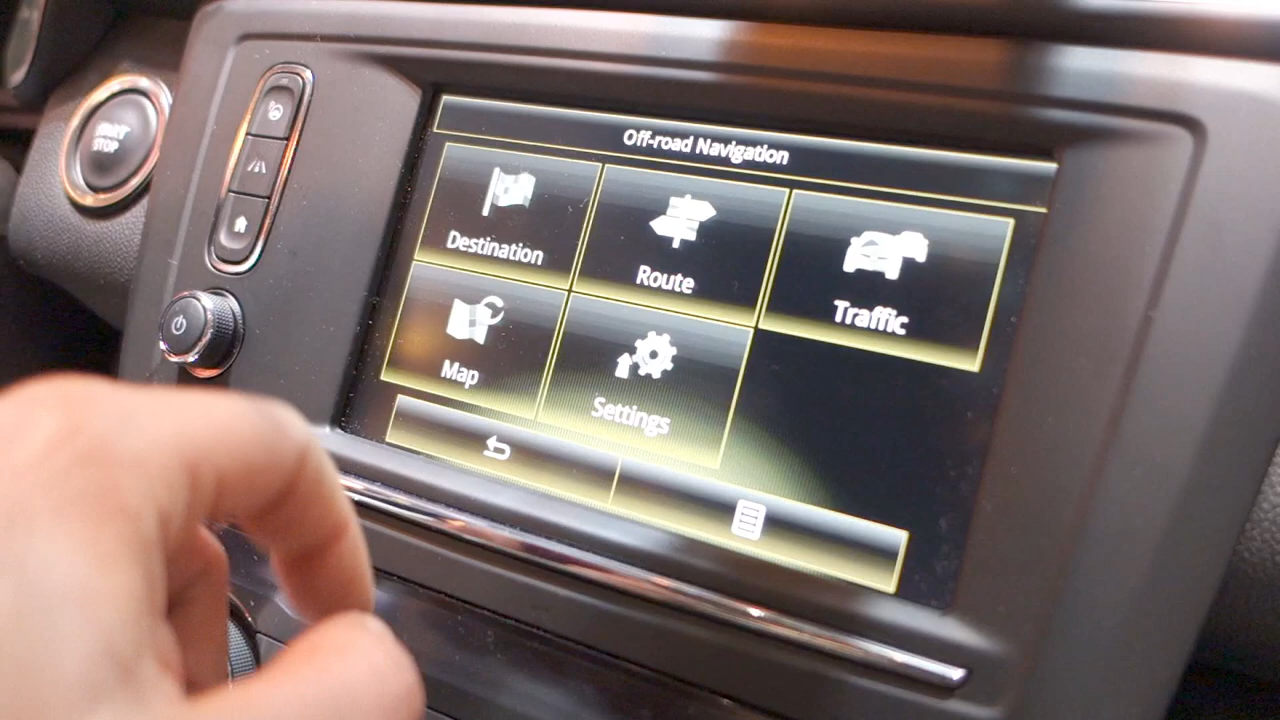 START
STOP
Off-road Navigation
Destination
Route
Traffic
Map
Settings